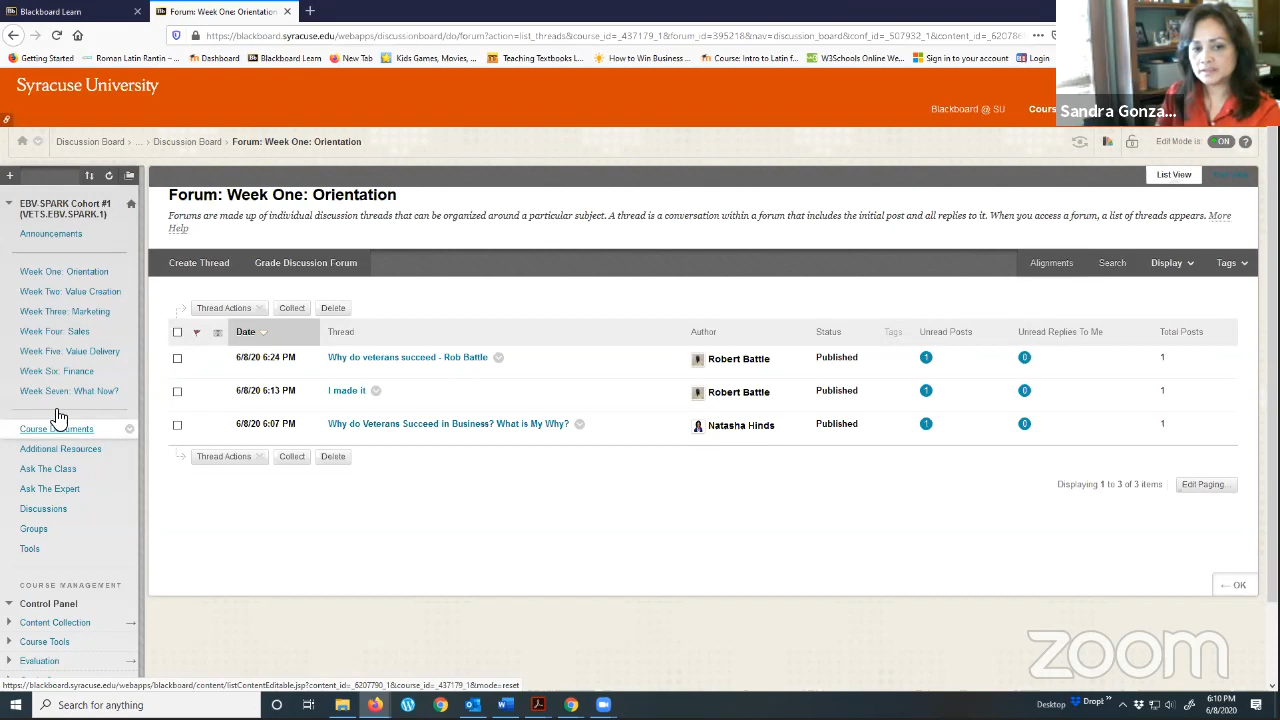 Blackboard Learn
Forum: Week One: Orientation
https://blackboard.syracuse.edu/webapps/discussionboard/do/forum?action=list_threads&course_id=_437179_1&forum_id=395218&nav=discussion_board&conf_id=_507932_1&content_id=_62078
Getting Started
Roman Latin Rantin –
Dashboard
Blackboard Learn
New Tab
Kids Games, Movies,...
Teaching Textbooks L...
How to Win Business ...
Course: Intro to Latin f...
W3Schools Online We...
Sign in to your account
Login
Syracuse University
Blackboard @ SU
Cours
Sandra Gonza...
Discussion Board
...
Discussion Board
Forum: Week One: Orientation
Edit Mode is:
ON
?
List View
EBV-SPARK Cohort #1
(VETS.EBV.SPARK.1)
Announcements
Week One: Orientation
Week Two: Value Creation
Week Three: Marketing
Week Four: Sales
Week Five: Value Delivery
Week Six: Finance
Week Seven: What Now?
Course Documents
Additional Resources
Ask The Class
Ask The Expert
Discussions
Groups
Tools
COURSE MANAGEMENT
Control Panel
Content Collection
Course Tools
Evaluation
Forum: Week One: Orientation
Forums are made up of individual discussion threads that can be organized around a particular subject. A thread is a conversation within a forum that includes the initial post and all replies to it. When you access a forum, a list of threads appears. More
Help
Create Thread
Grade Discussion Forum
Alignments
Search
Display
Tags
Thread Actions
Collect
Delete
Date
Thread
Author
Status
Tags
Unread Posts
Unread Replies To Me
Total Posts
6/8/20 6:24 PM
Why do veterans succeed - Rob Battle
Robert Battle
Published
1
0
1
6/8/20 6:13 PM
I made it
Robert Battle
Published
1
0
1
6/8/20 6:07 PM
Why do Veterans Succeed in Business? What is My Why?
Natasha Hinds
Published
1
0
1
Thread Actions
Collect
Delete
Displaying 1 to 3 of 3 items
Edit Paging...
← OK
zoom
https://blackboard.syracuse.edu/webapps/blackboard/content/listContentEditable.jsp?content_id=_6207790_1&course_id=_437179_1&mode=reset
Search for anything
Desktop
Dropb
6:10 PM
6/8/2020